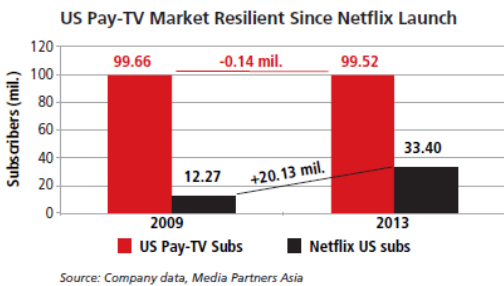 US Pay-TV Market Resilient Since Netflix Launch
Subscribers (mil.)
120
100
80
60
40
20
0
99.66
-0.14 mil.
99.52
12.27
+20.13 mil.
33.40
2009
2013
US Pay-TV Subs
Netflix US subs
Source: Company data, Media Partners Asia